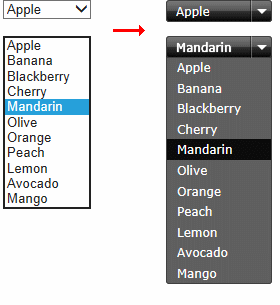 Apple
Apple
Apple
Banana
Blackberry
Cherry
Mandarin
Olive
Orange
Peach
Lemon
Avocado
Mango
Mandarin
Apple
Banana
Blackberry
Cherry
Mandarin
Olive
Orange
Peach
Lemon
Avocado
Mango